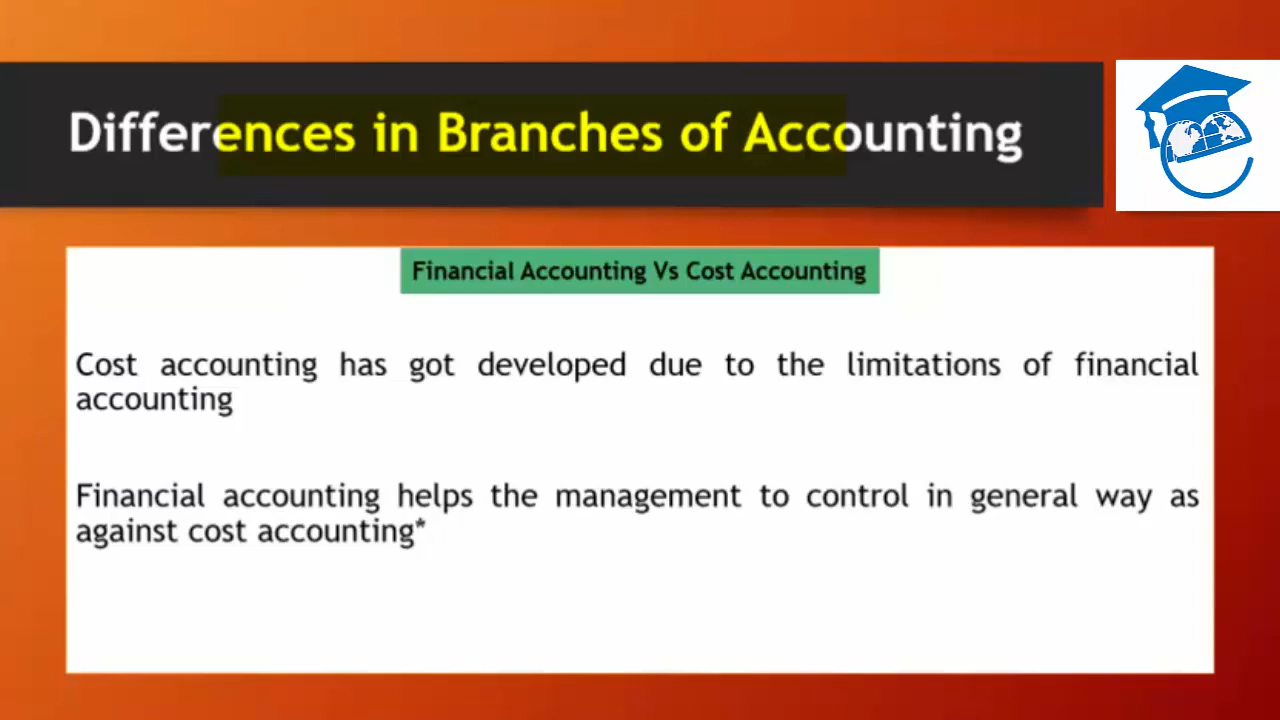 Differences in Branches of Accounting
Financial Accounting Vs Cost Accounting
Cost accounting has got developed due to the limitations of financial
accounting
Financial accounting helps the management to control in general way as
against cost accounting*